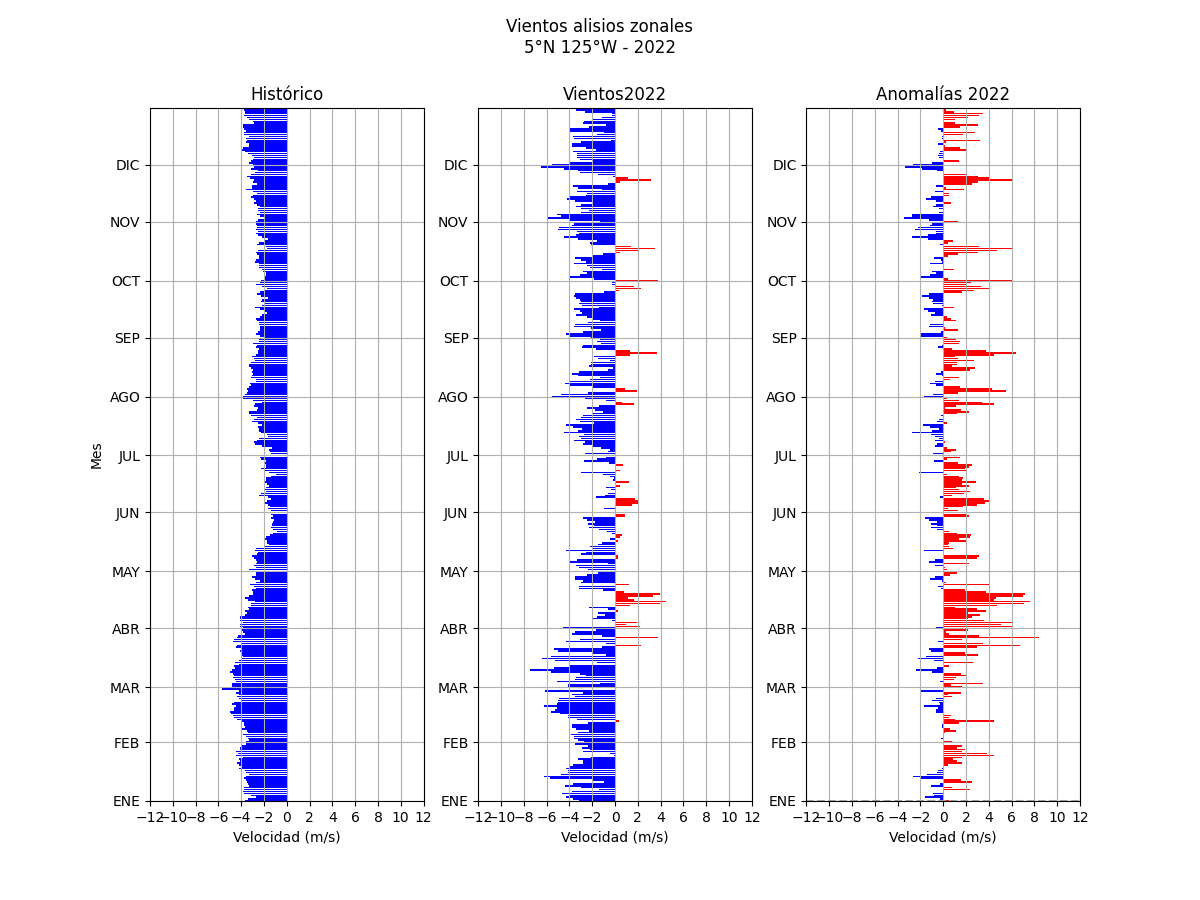 Vientos alisios zonales
5°N 125°W - 2022
Histórico
Vientos2022
Anomalías 2022
Mes
DIC
NOV
OCT
SEP
AGO
JUL
JUN
MAY
ABR
MAR
FEB
ENE
−12 −10 −8 −6 −4 −2 0 2 4 6 8 10 12
Velocidad (m/s)
DIC
NOV
OCT
SEP
AGO
JUL
JUN
MAY
ABR
MAR
FEB
ENE
−12 −10 −8 −6 −4 −2 0 2 4 6 8 10 12
Velocidad (m/s)
DIC
NOV
OCT
SEP
AGO
JUL
JUN
MAY
ABR
MAR
FEB
ENE
−12 −10 −8 −6 −4 −2 0 2 4 6 8 10 12
Velocidad (m/s)